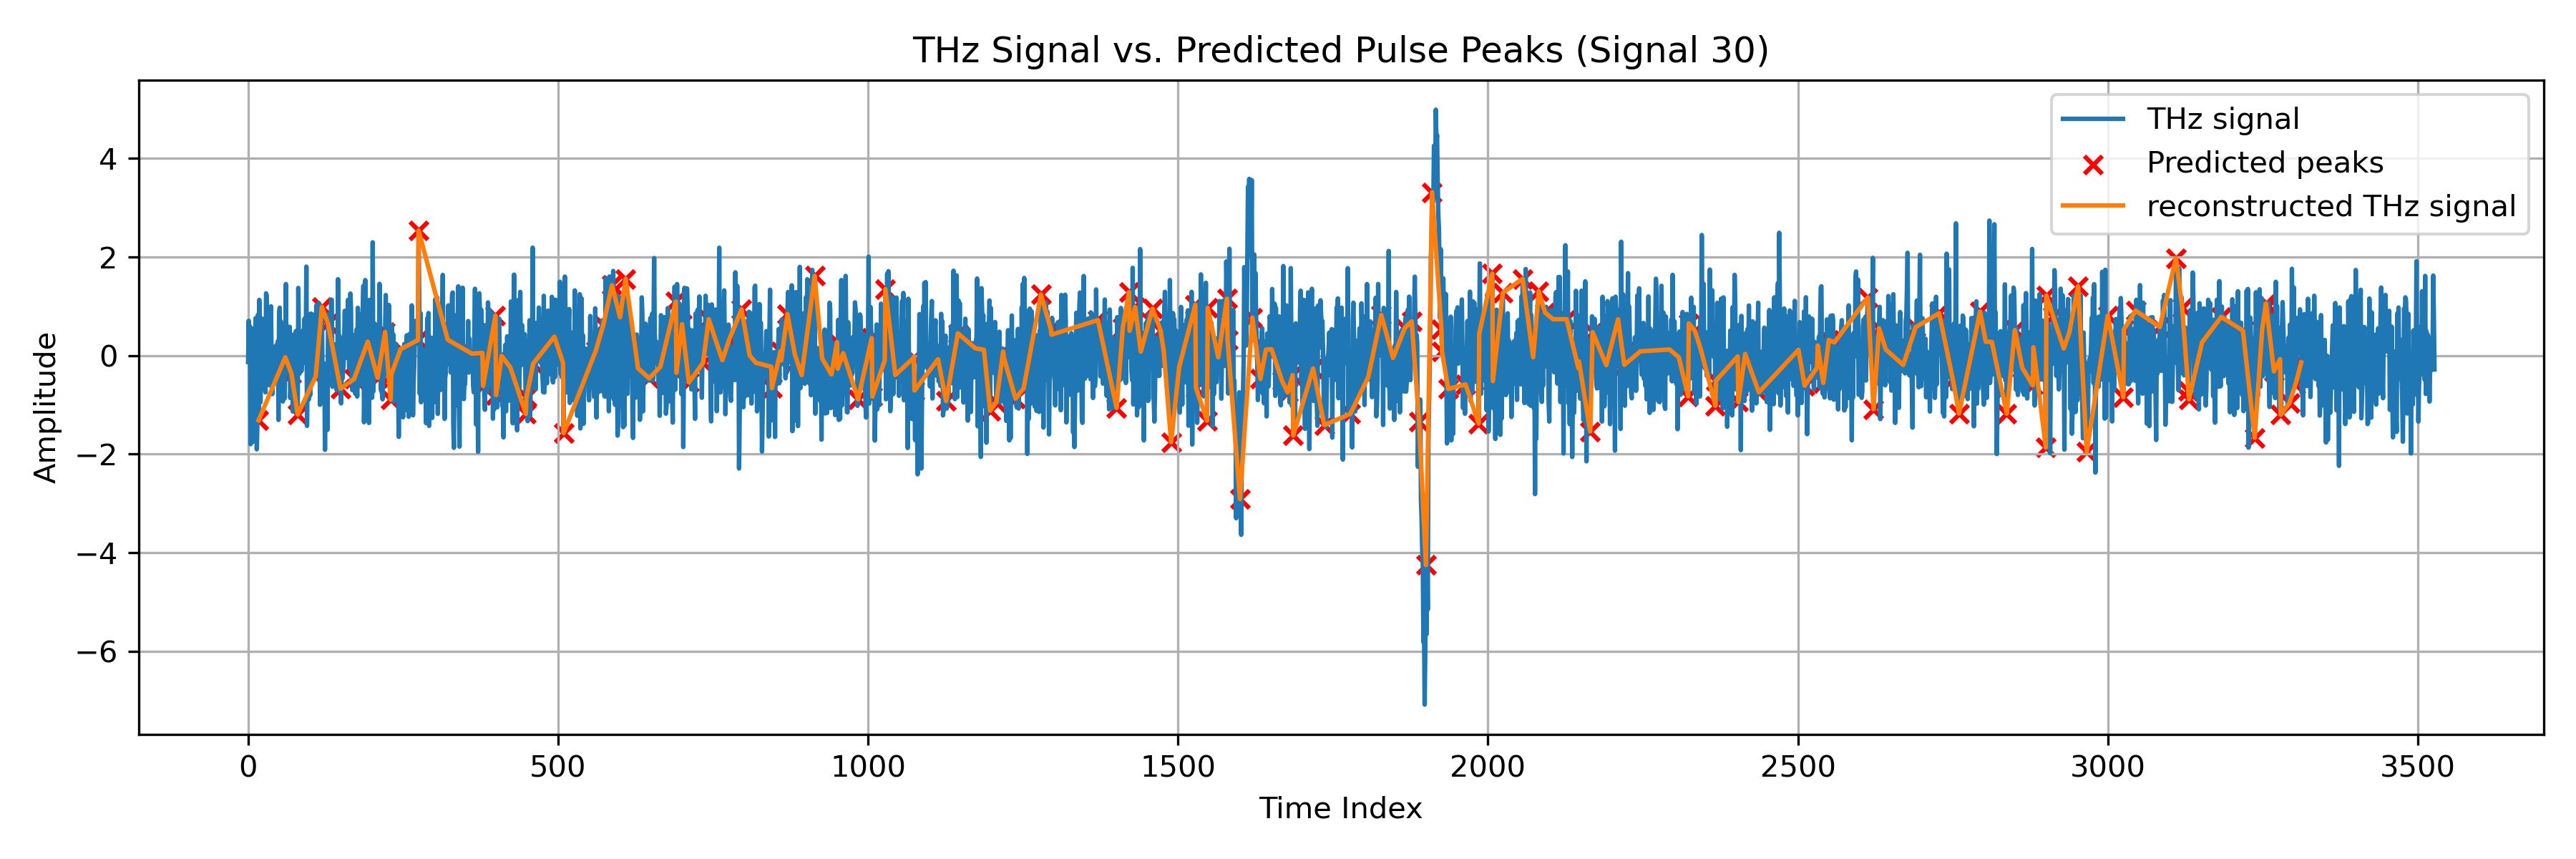 THz Signal vs. Predicted Pulse Peaks (Signal 30)
THz signal
Predicted peaks
reconstructed THz signal
Amplitude
4
2
0
−2
−4
−6
0 500 1000 1500 2000 2500 3000 3500
Time Index